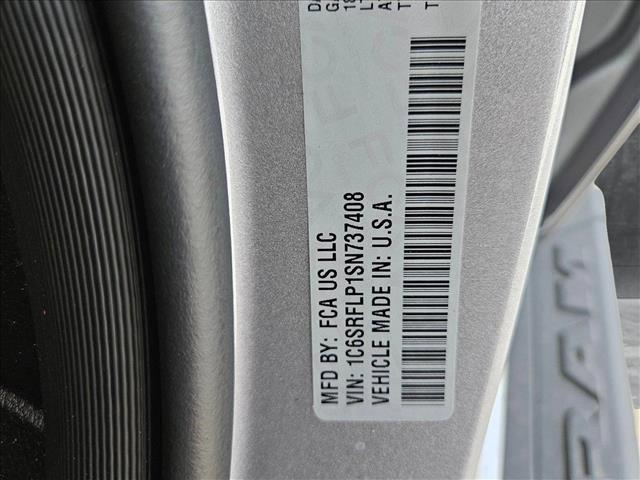 MFD BY: FCA US LLC
VIN: 1C6SRFLP1SN737408
VEHICLE MADE IN: U.S.A.
RAM